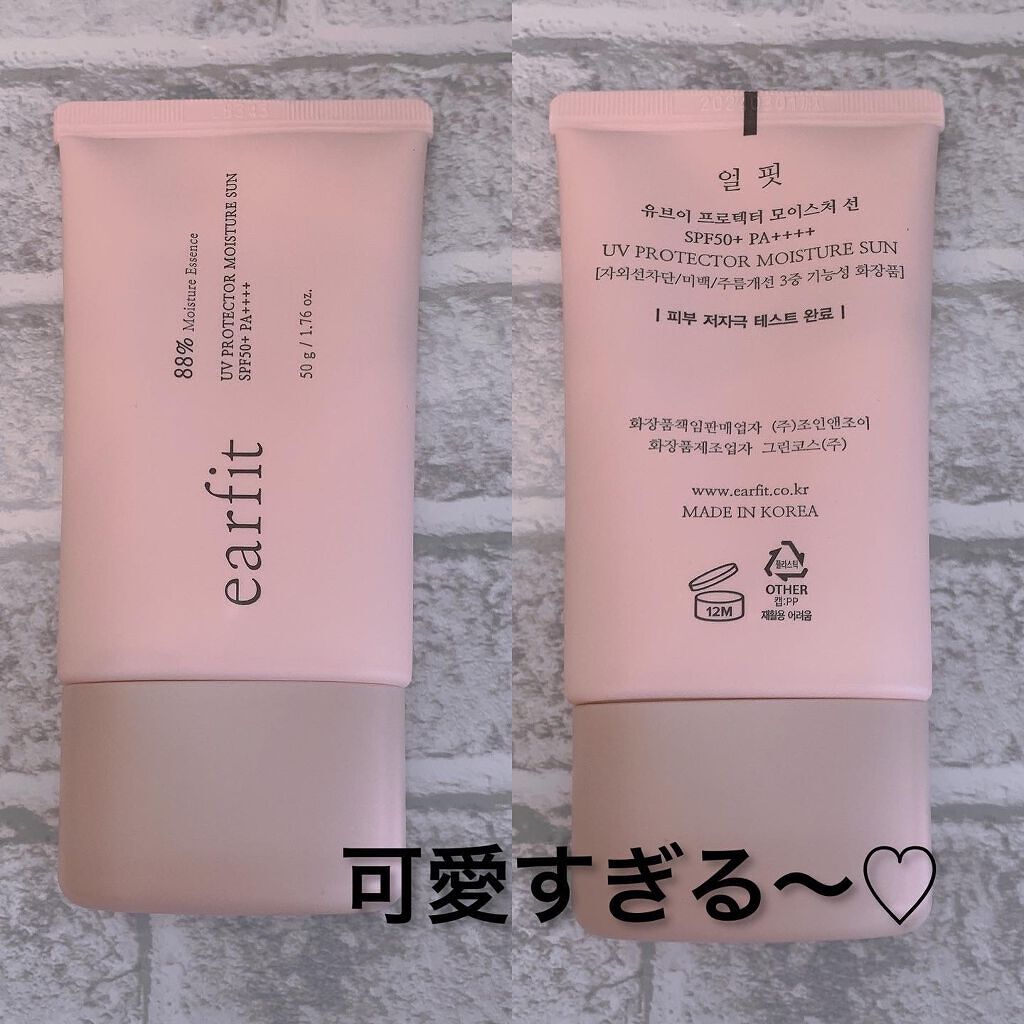 earfit
88% Moisture Essence
UV PROTECTOR MOISTURE SUN
SPF50+ PA++++
50 g / 1.76 oz.
얼 핏
유브이 프로텍터 모이스처 선
SPF50+ PA++++
UV PROTECTOR MOISTURE SUN
[자외선차단/미백/주름개선 3중 기능성 화장품]
| 피부 저자극 테스트 완료 |
화장품책임판매업자 (주)조인앤조이
화장품제조업자 그린코스(주)
www.earfit.co.kr
MADE IN KOREA
12M
플라스틱
OTHER
캡:PP
재활용 어려움
可愛すぎる〜♡